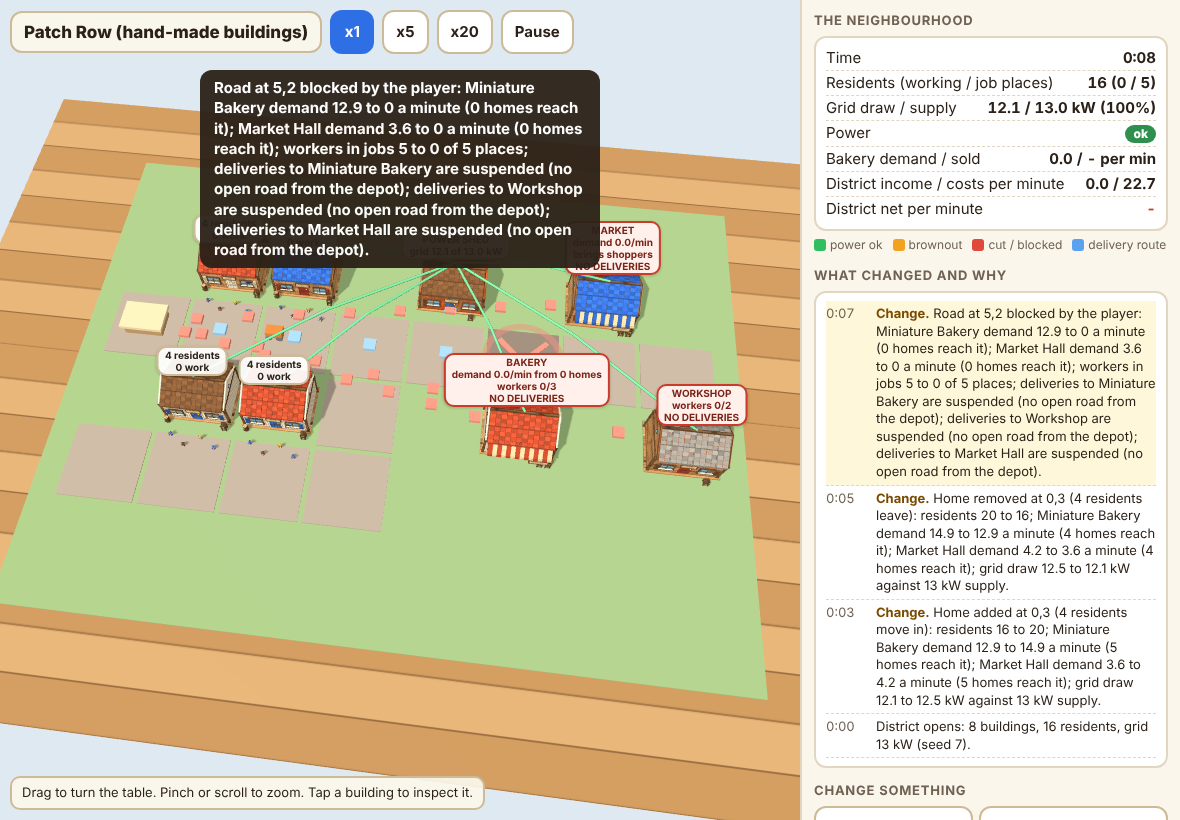 Patch Row (hand-made buildings)
x1
x5
x20
Pause
Road at 5,2 blocked by the player: Miniature
Bakery demand 12.9 to 0 a minute (0 homes reach
it); Market Hall demand 3.6 to 0 a minute (0 homes
reach it); workers in jobs 5 to 0 of 5 places;
deliveries to Miniature Bakery are suspended (no
open road from the depot); deliveries to Workshop
are suspended (no open road from the depot);
deliveries to Market Hall are suspended (no open
road from the depot).
MARKET
demand 0.0/min
shoppers
NO DELIVERIES
4 residents
0 work
4 residents
0 work
BAKERY
demand 0.0/min from 0 homes
workers 0/3
NO DELIVERIES
WORKSHOP
workers 0/2
NO DELIVERIES
Drag to turn the table. Pinch or scroll to zoom. Tap a building to inspect it.
THE NEIGHBOURHOOD
Time 0:08
Residents (working / job places) 16 (0 / 5)
Grid draw / supply 12.1 / 13.0 kW (100%)
Power ok
Bakery demand / sold 0.0 / - per min
District income / costs per minute 0.0 / 22.7
District net per minute -
power ok brownout cut / blocked delivery route
WHAT CHANGED AND WHY
0:07 Change. Road at 5,2 blocked by the player:
Miniature Bakery demand 12.9 to 0 a minute
(0 homes reach it); Market Hall demand 3.6
to 0 a minute (0 homes reach it); workers in
jobs 5 to 0 of 5 places; deliveries to Miniature
Bakery are suspended (no open road from
the depot); deliveries to Workshop are
suspended (no open road from the depot);
deliveries to Market Hall are suspended (no
open road from the depot).
0:05 Change. Home removed at 0,3 (4 residents
leave): residents 20 to 16; Miniature Bakery
demand 14.9 to 12.9 a minute (4 homes reach
it); Market Hall demand 4.2 to 3.6 a minute (4
homes reach it); grid draw 12.5 to 12.1 kW
against 13 kW supply.
0:03 Change. Home added at 0,3 (4 residents
move in): residents 16 to 20; Miniature
Bakery demand 12.9 to 14.9 a minute (5
homes reach it); Market Hall demand 3.6 to
4.2 a minute (5 homes reach it); grid draw
12.1 to 12.5 kW against 13 kW supply.
0:00 District opens: 8 buildings, 16 residents, grid
13 kW (seed 7).
CHANGE SOMETHING